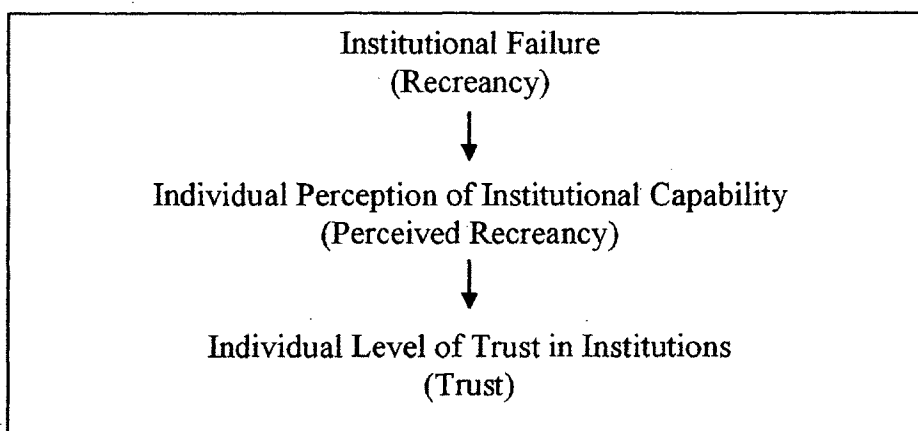 Institutional Failure
(Recreancy)
Individual Perception of Institutional Capability
(Perceived Recreancy)
Individual Level of Trust in Institutions
(Trust)